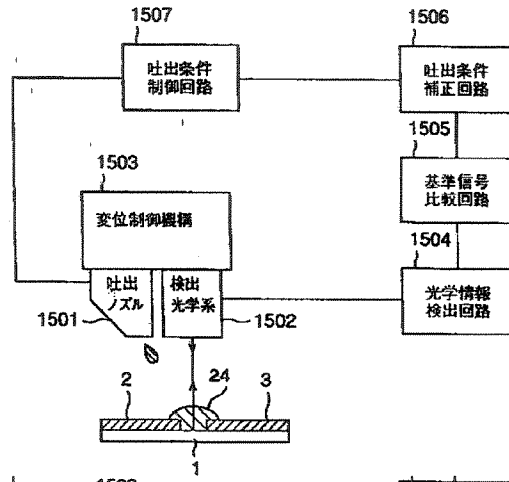 1507
1506
吐出条件
制御回路
吐出条件
補正回路
1505
1503
基準信号
比較回路
変位制御機構
1504
吐出
ノズル
検出
光学系
光学情報
検出回路
1501
1502
2
24
3
1